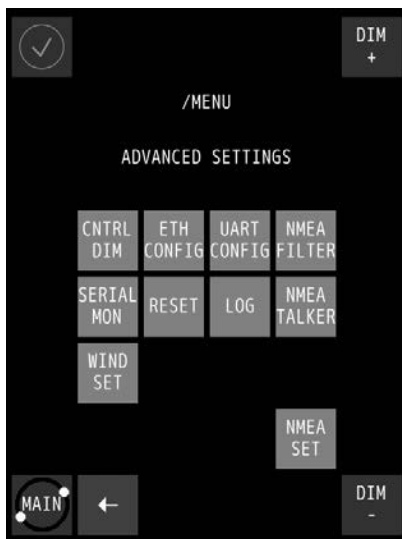 DIM
+
/MENU
ADVANCED SETTINGS
CNTRL
DIM
ETH
CONFIG
UART
CONFIG
NMEA
FILTER
SERIAL
MON
RESET
LOG
NMEA
TALKER
WIND
SET
NMEA
SET
MAIN
←
DIM
-